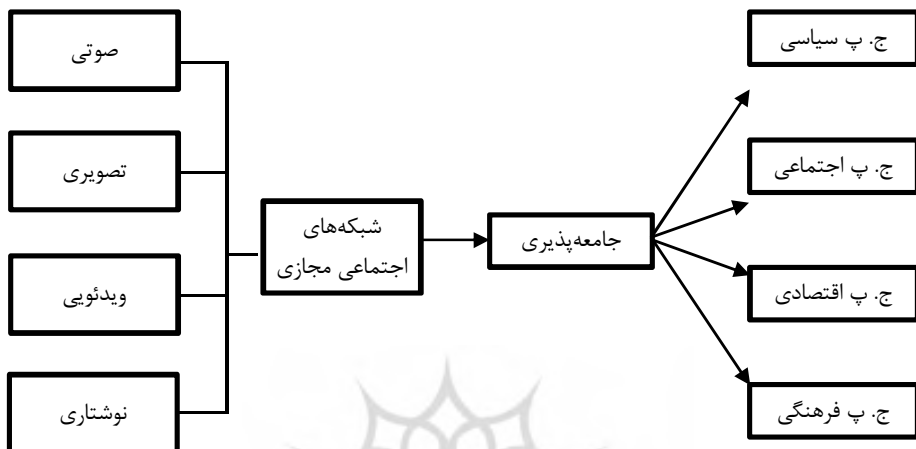 صوتی
تصویری
ویدئویی
نوشتاری
شبکه‌های
اجتماعی مجازی
جامعه‌پذیری
ج. پ سیاسی
ج. پ اجتماعی
ج. پ اقتصادی
ج. پ فرهنگی